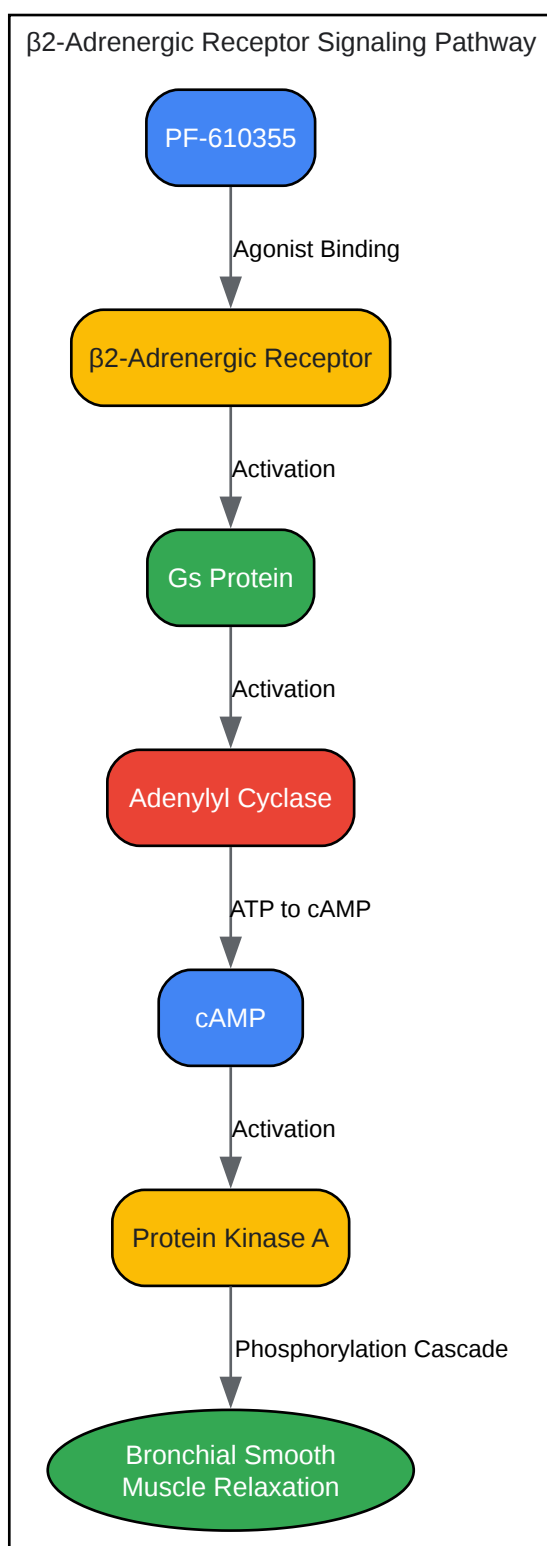 β2-Adrenergic Receptor Signaling Pathway
PF-610355
Agonist Binding
β2-Adrenergic Receptor
Activation
Gs Protein
Activation
Adenylyl Cyclase
ATP to cAMP
cAMP
Activation
Protein Kinase A
Phosphorylation Cascade
Bronchial Smooth
Muscle Relaxation